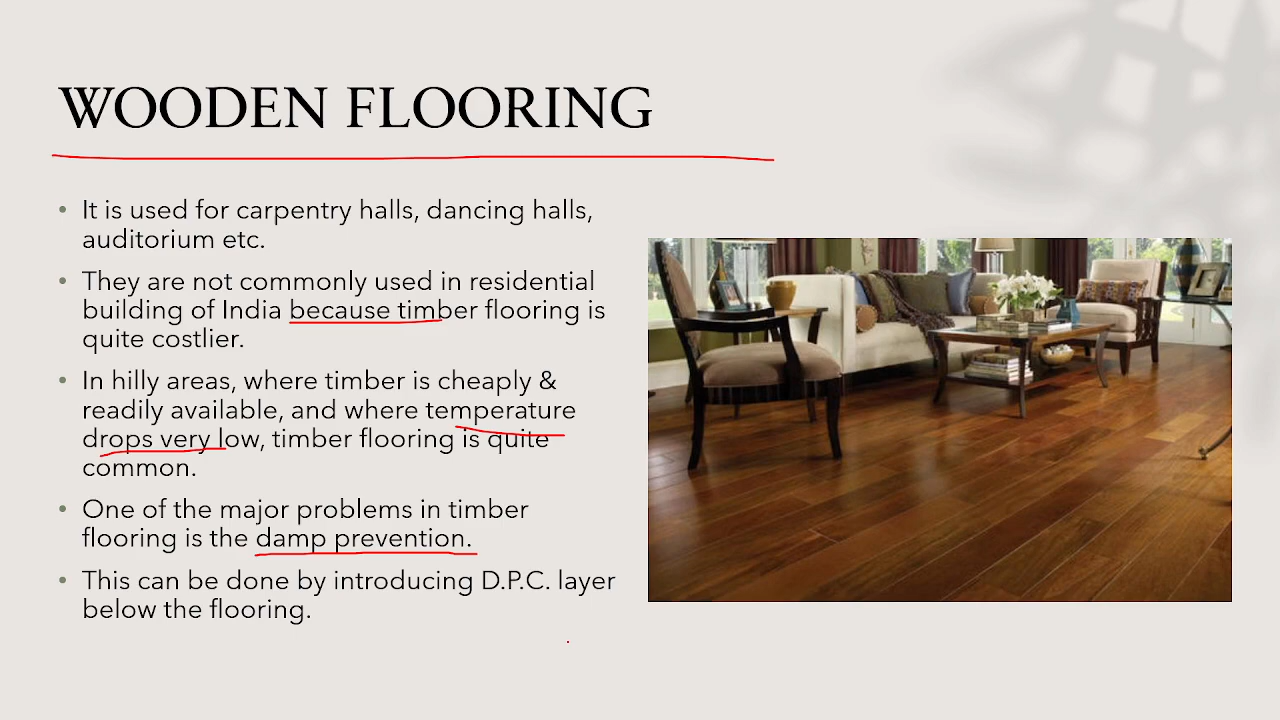 WOODEN FLOORING
• It is used for carpentry halls, dancing halls,
auditorium etc.
• They are not commonly used in residential
building of India because timber flooring is
quite costlier.
• In hilly areas, where timber is cheaply &
readily available, and where temperature
drops very low, timber flooring is quite
common.
• One of the major problems in timber
flooring is the damp prevention.
• This can be done by introducing D.P.C. layer
below the flooring.